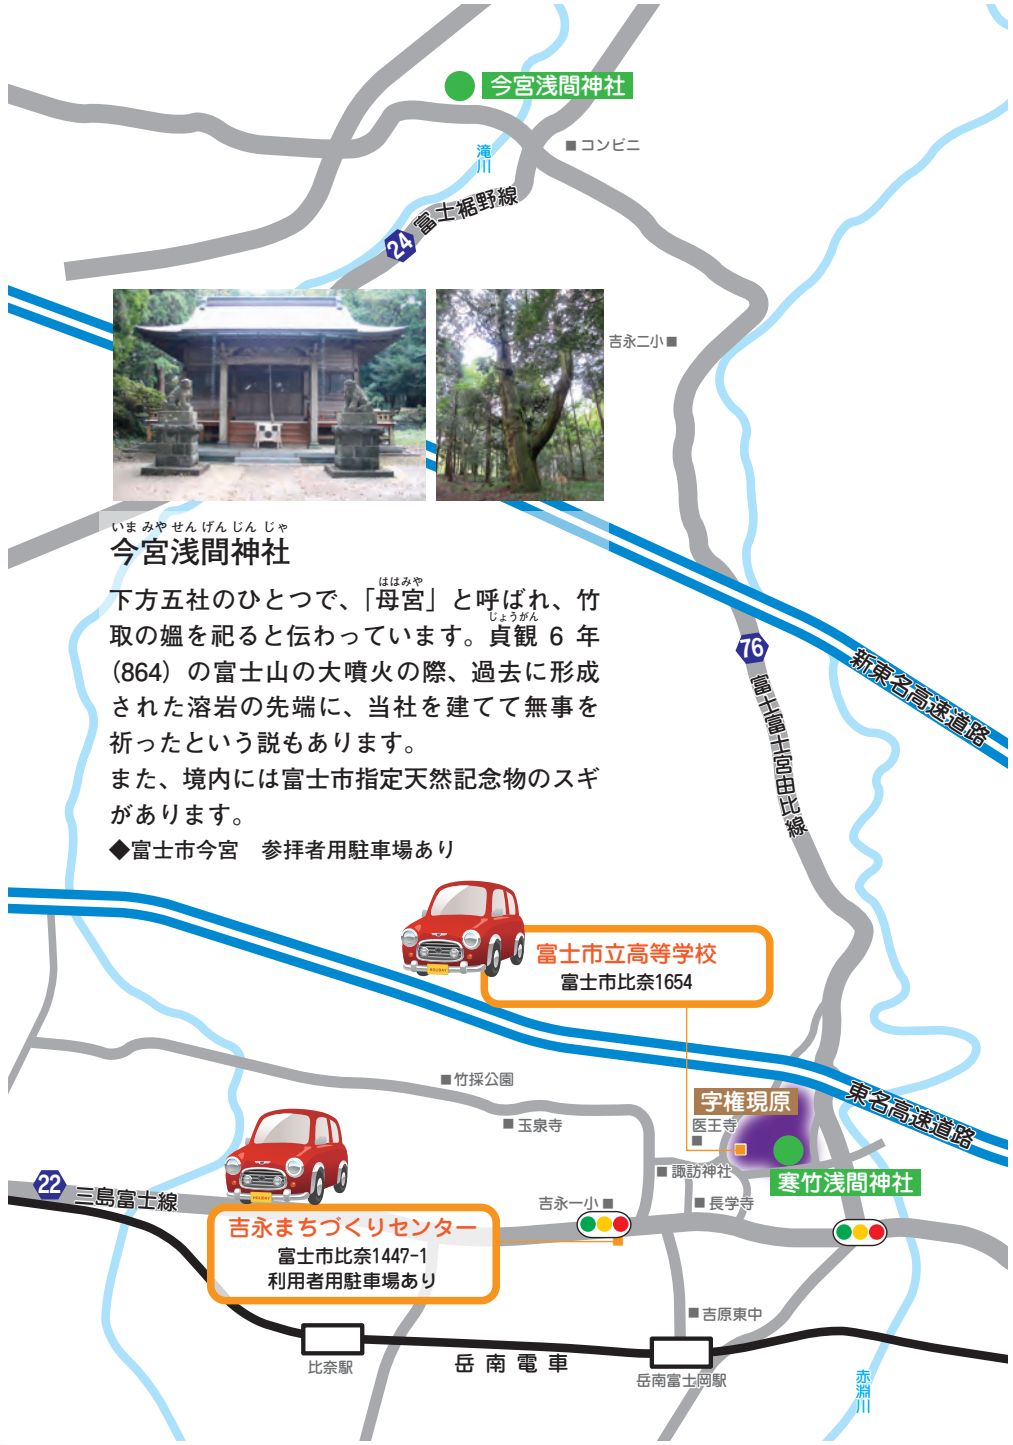 今宮浅間神社
コンビニ
滝川
24 富士裾野線
吉永二小
いまみやせんげんじんじゃ
今宮浅間神社
ははみや
下方五社のひとつで、「母宮」と呼ばれ、竹
じょうがん
取の媼を祀ると伝わっています。貞観 6 年
(864) の富士山の大噴火の際、過去に形成
された溶岩の先端に、当社を建てて無事を
祈ったという説もあります。
また、境内には富士市指定天然記念物のスギ
があります。
◆富士市今宮　参拝者用駐車場あり
76
富士富士宮由比線
新東名高速道路
富士市立高等学校
富士市比奈1654
HOLIDAY
竹採公園
玉泉寺
字権現原
医王寺
東名高速道路
諏訪神社
寒竹浅間神社
長学寺
吉永一小
22 三島富士線
HOLIDAY
吉永まちづくりセンター
富士市比奈1447-1
利用者用駐車場あり
吉原東中
比奈駅
岳南電車
岳南富士岡駅
赤淵川